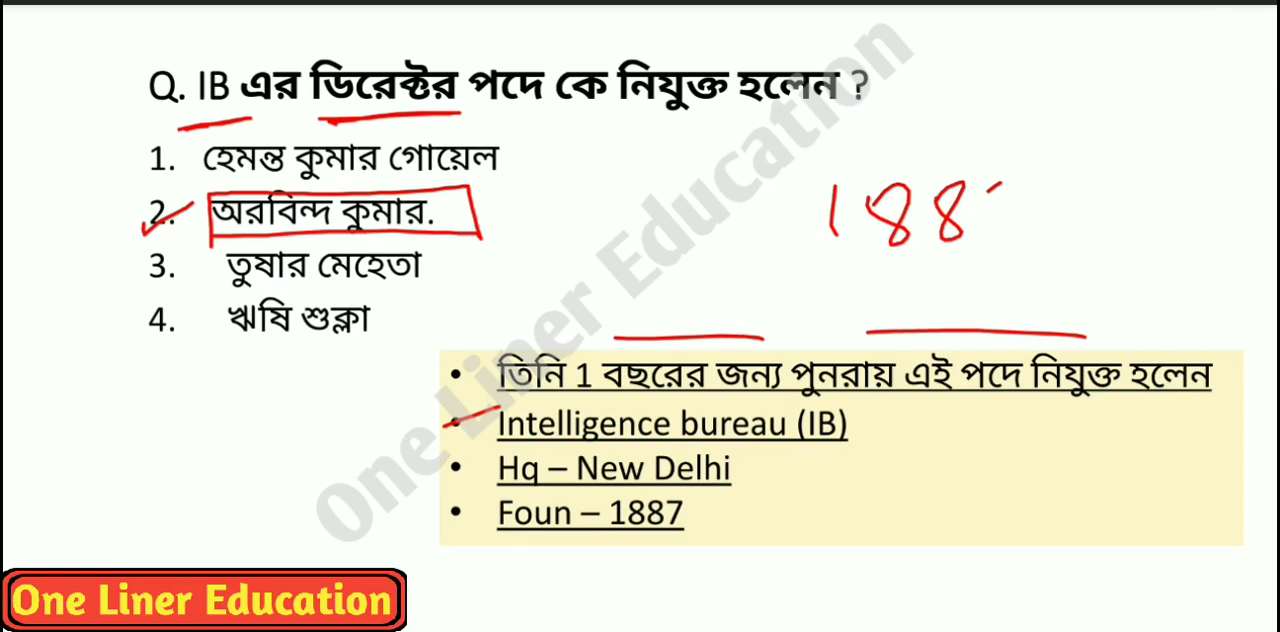 Q. IB এর ডিরেক্টর পদে কে নিযুক্ত হলেন ?
1. হেমন্ত কুমার গোয়েল
2. অরবিন্দ কুমার.
3. তুষার মেহেতা
4. ঋষি শুক্লা
188
• তিনি 1 বছরের জন্য পুনরায় এই পদে নিযুক্ত হলেন
• Intelligence bureau (IB)
• Hq – New Delhi
• Foun – 1887
One Liner Education
One Liner Education